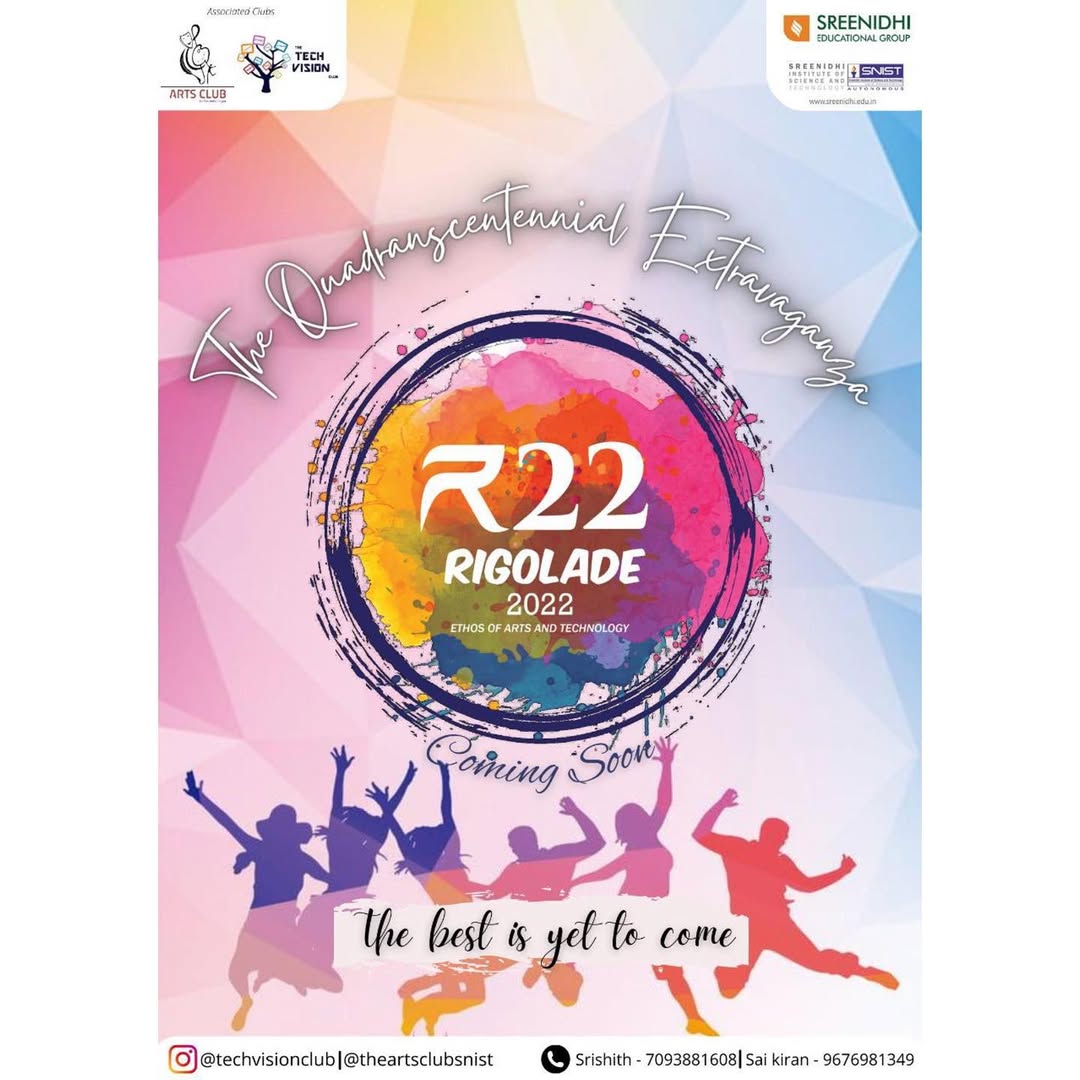 Associated Clubs
ARTS CLUB
THE
TECH
VISION
CLUB
SREENIDHI
EDUCATIONAL GROUP
SREENIDHI
INSTITUTE OF
SCIENCE AND
TECHNOLOGY
SNIST
AUTONOMOUS
www.sreenidhi.edu.in
The Quadranscentennial Extravaganza
R22
RIGOLADE
2022
ETHOS OF ARTS AND TECHNOLOGY
Coming Soon
the best is yet to come
@techvisionclub|@theartsclubsnist
Srishith - 7093881608|Sai kiran - 9676981349